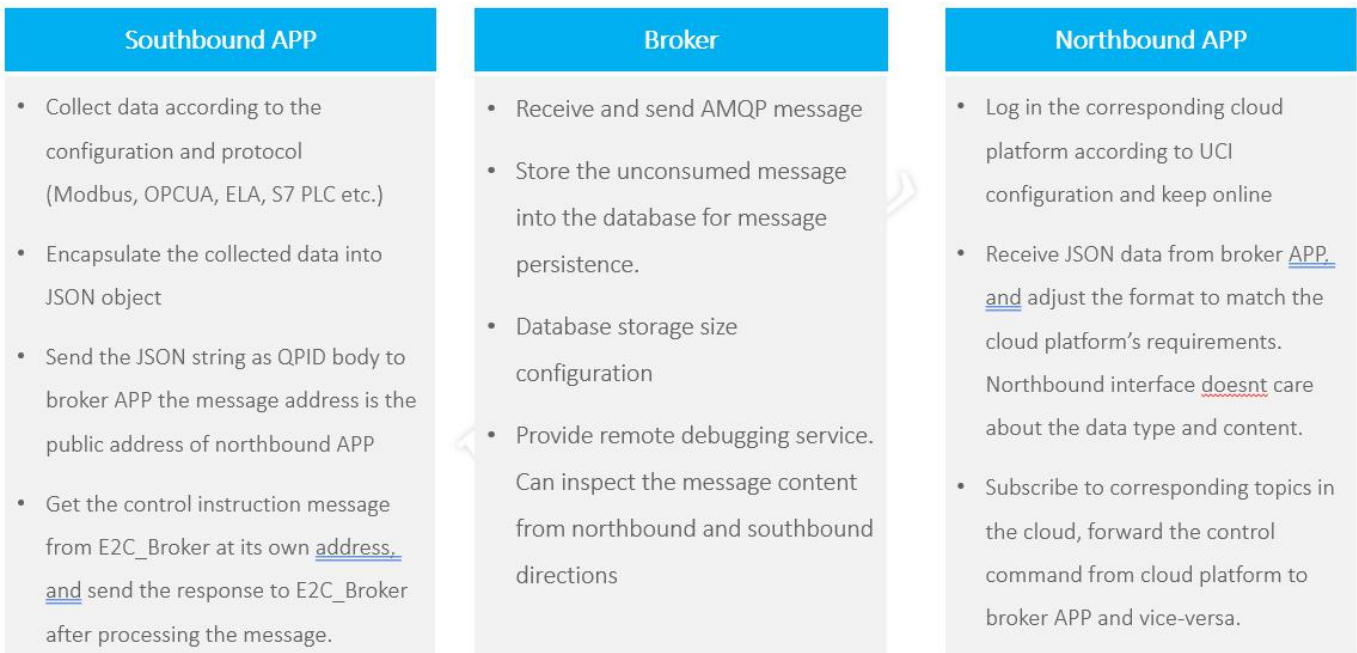 Southbound APP
• Collect data according to the
configuration and protocol
(Modbus, OPCUA, ELA, S7 PLC etc.)
• Encapsulate the collected data into
JSON object
• Send the JSON string as QPID body to
broker APP the message address is the
public address of northbound APP
• Get the control instruction message
from E2C_Broker at its own address,
and send the response to E2C_Broker
after processing the message.
Broker
• Receive and send AMQP message
• Store the unconsumed message
into the database for message
persistence.
• Database storage size
configuration
• Provide remote debugging service.
Can inspect the message content
from northbound and southbound
directions
Northbound APP
• Log in the corresponding cloud
platform according to UCI
configuration and keep online
• Receive JSON data from broker APP,
and adjust the format to match the
cloud platform’s requirements.
Northbound interface doesnt care
about the data type and content.
• Subscribe to corresponding topics in
the cloud, forward the control
command from cloud platform to
broker APP and vice-versa.